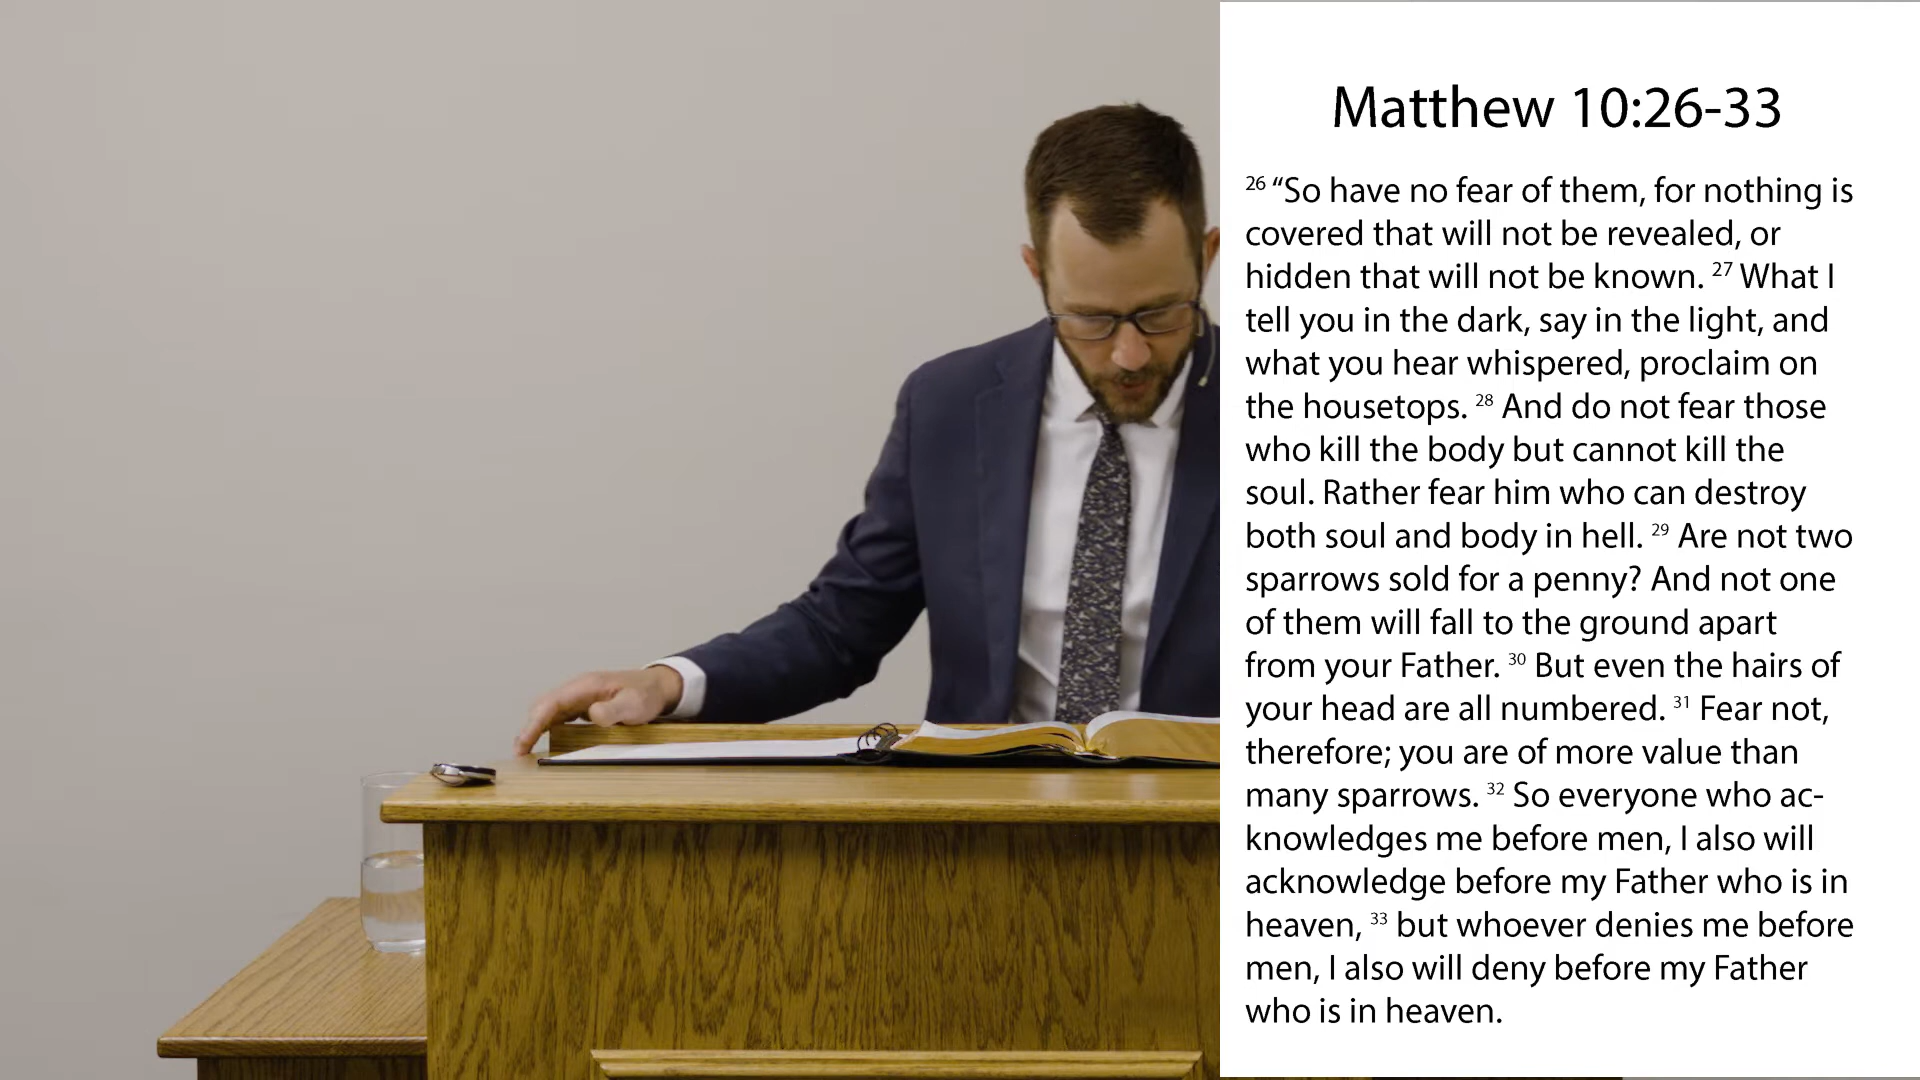 Matthew 10:26-33
26 “So have no fear of them, for nothing is
covered that will not be revealed, or
hidden that will not be known. 27 What I
tell you in the dark, say in the light, and
what you hear whispered, proclaim on
the housetops. 28 And do not fear those
who kill the body but cannot kill the
soul. Rather fear him who can destroy
both soul and body in hell. 29 Are not two
sparrows sold for a penny? And not one
of them will fall to the ground apart
from your Father. 30 But even the hairs of
your head are all numbered. 31 Fear not,
therefore; you are of more value than
many sparrows. 32 So everyone who ac-
knowledges me before men, I also will
acknowledge before my Father who is in
heaven, 33 but whoever denies me before
men, I also will deny before my Father
who is in heaven.